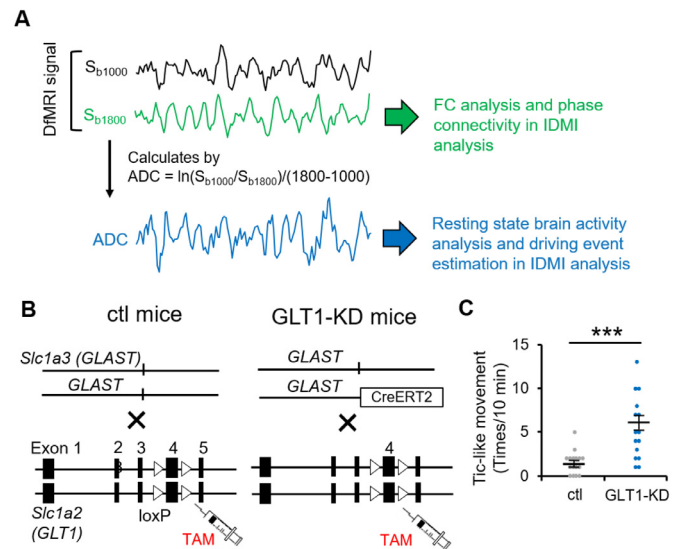 A
DfMRI signal
Sb1000
Sb1800
FC analysis and phase
connectivity in IDMI
analysis
Calculates by
ADC = ln(Sb1000/Sb1800)/(1800-1000)
ADC
Resting state brain activity
analysis and driving event
estimation in IDMI analysis
B
ctl mice
GLT1-KD mice
Slc1a3 (GLAST)
GLAST
GLAST
GLAST
CreERT2
Exon 1
2
3
4
5
4
loxP
Slc1a2
(GLT1)
TAM
TAM
C
***
Tic-like movement
(Times/10 min)
15
10
5
0
ctl
GLT1-KD